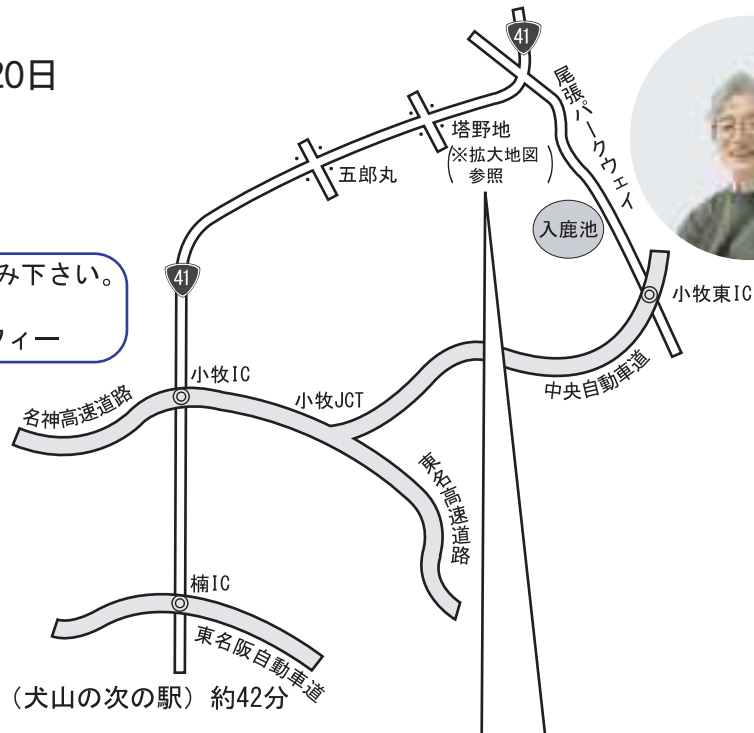 20日
み下さい。
フィー
41
尾張パークウェイ
塔野地
(※拡大地図
参照)
五郎丸
入鹿池
41
小牧東IC
小牧IC
小牧JCT
中央自動車道
名神高速道路
東名高速道路
楠IC
東名阪自動車道
(犬山の次の駅)約42分